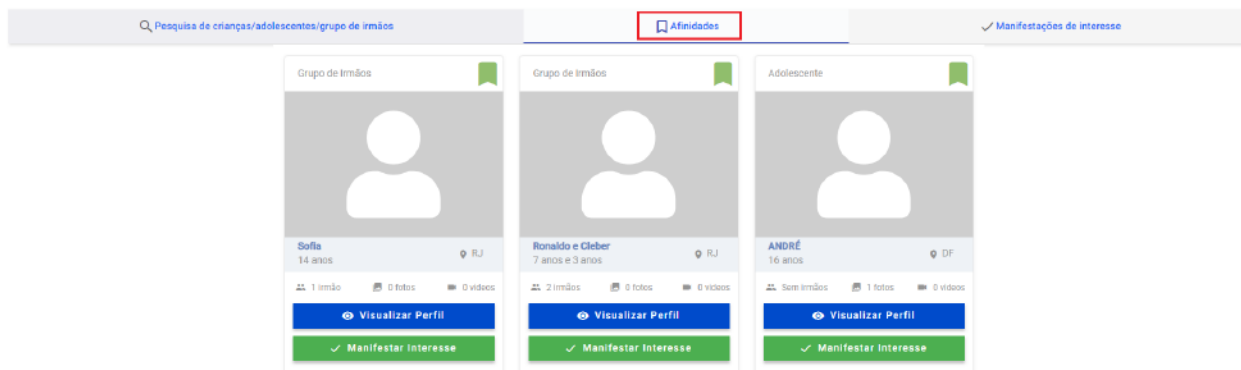 Pesquisa de crianças/adolescentes/grupo de irmãos
Afinidades
Manifestações de interesse
Grupo de Irmãos
Sofia
14 anos
RJ
1 irmão 0 fotos 0 videos
Visualizar Perfil
Manifestar Interesse
Grupo de Irmãos
Ronaldo e Cleber
7 anos e 3 anos
RJ
2 irmãos 0 fotos 0 videos
Visualizar Perfil
Manifestar Interesse
Adolescente
ANDRÉ
16 anos
DF
Sem irmãos 1 fotos 0 videos
Visualizar Perfil
Manifestar Interesse